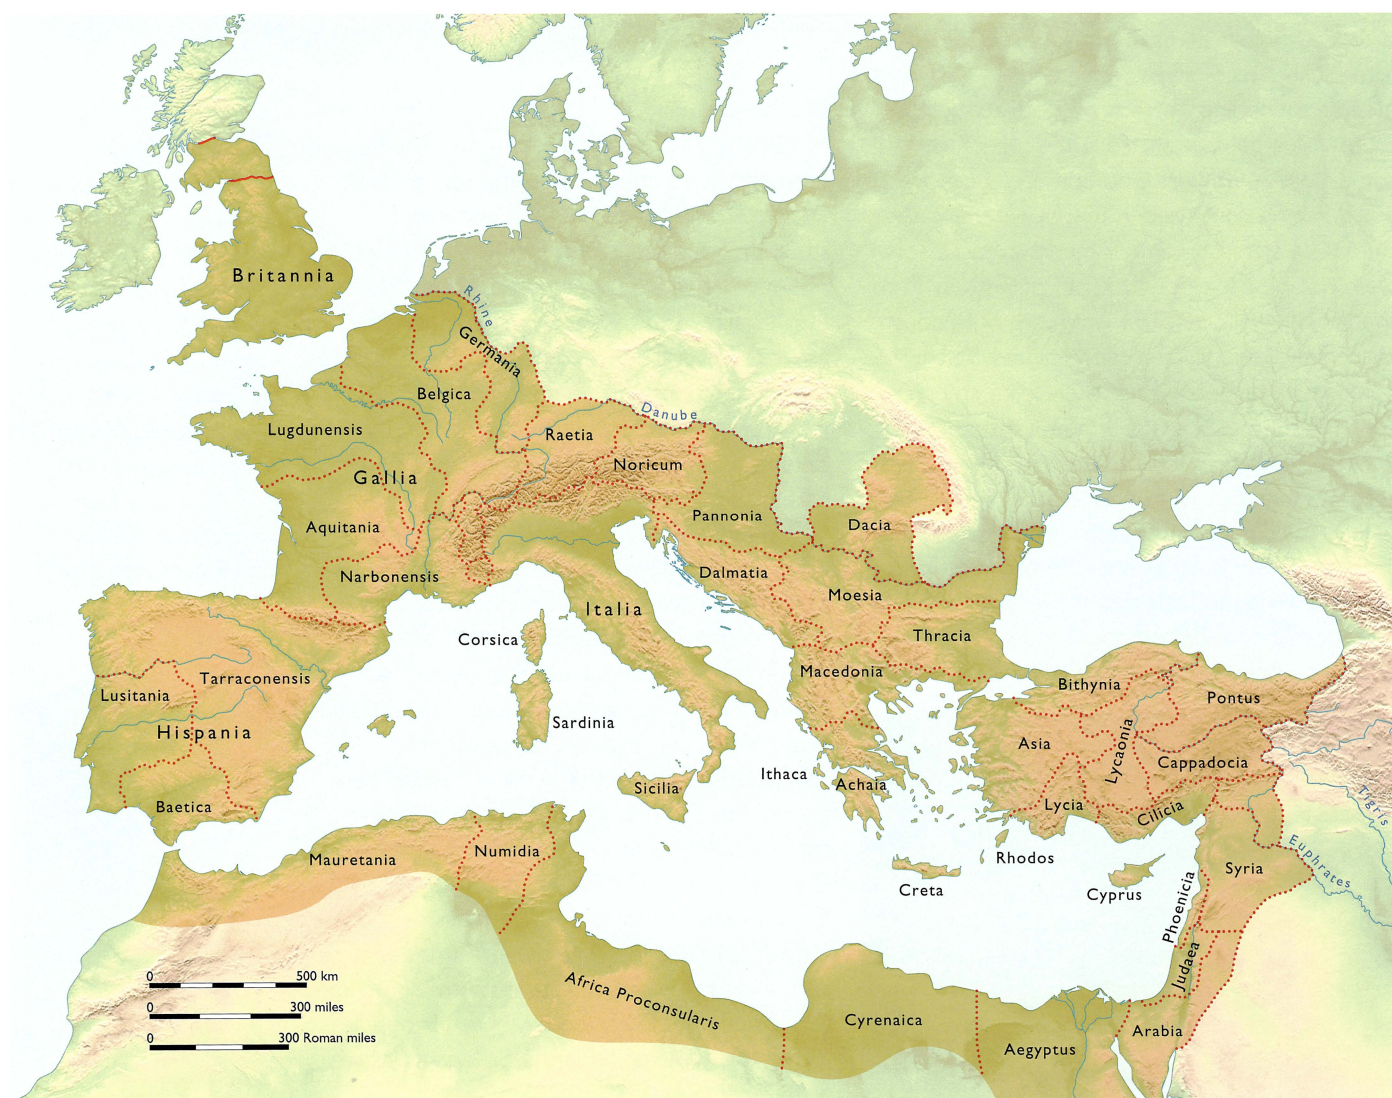 Britannia
Rhine
Germania
Belgica
Danube
Lugdunensis
Raetia
Noricum
Gallia
Pannonia
Aquitania
Dacia
Narbonensis
Dalmatia
Moesia
Italia
Corsica
Thracia
Macedonia
Tarraconensis
Lusitania
Bithynia
Pontus
Hispania
Sardinia
Asia
Lycaonia
Cappadocia
Ithaca
Achaia
Sicilia
Baetica
Lycia
Cilicia
Tigris
Mauretania
Numidia
Rhodos
Euphrates
Syria
Creta
Cyprus
Phoenicia
Judaea
0 500 km
Africa Proconsularis
0 300 miles
Cyrenaica
Arabia
0 300 Roman miles
Aegyptus